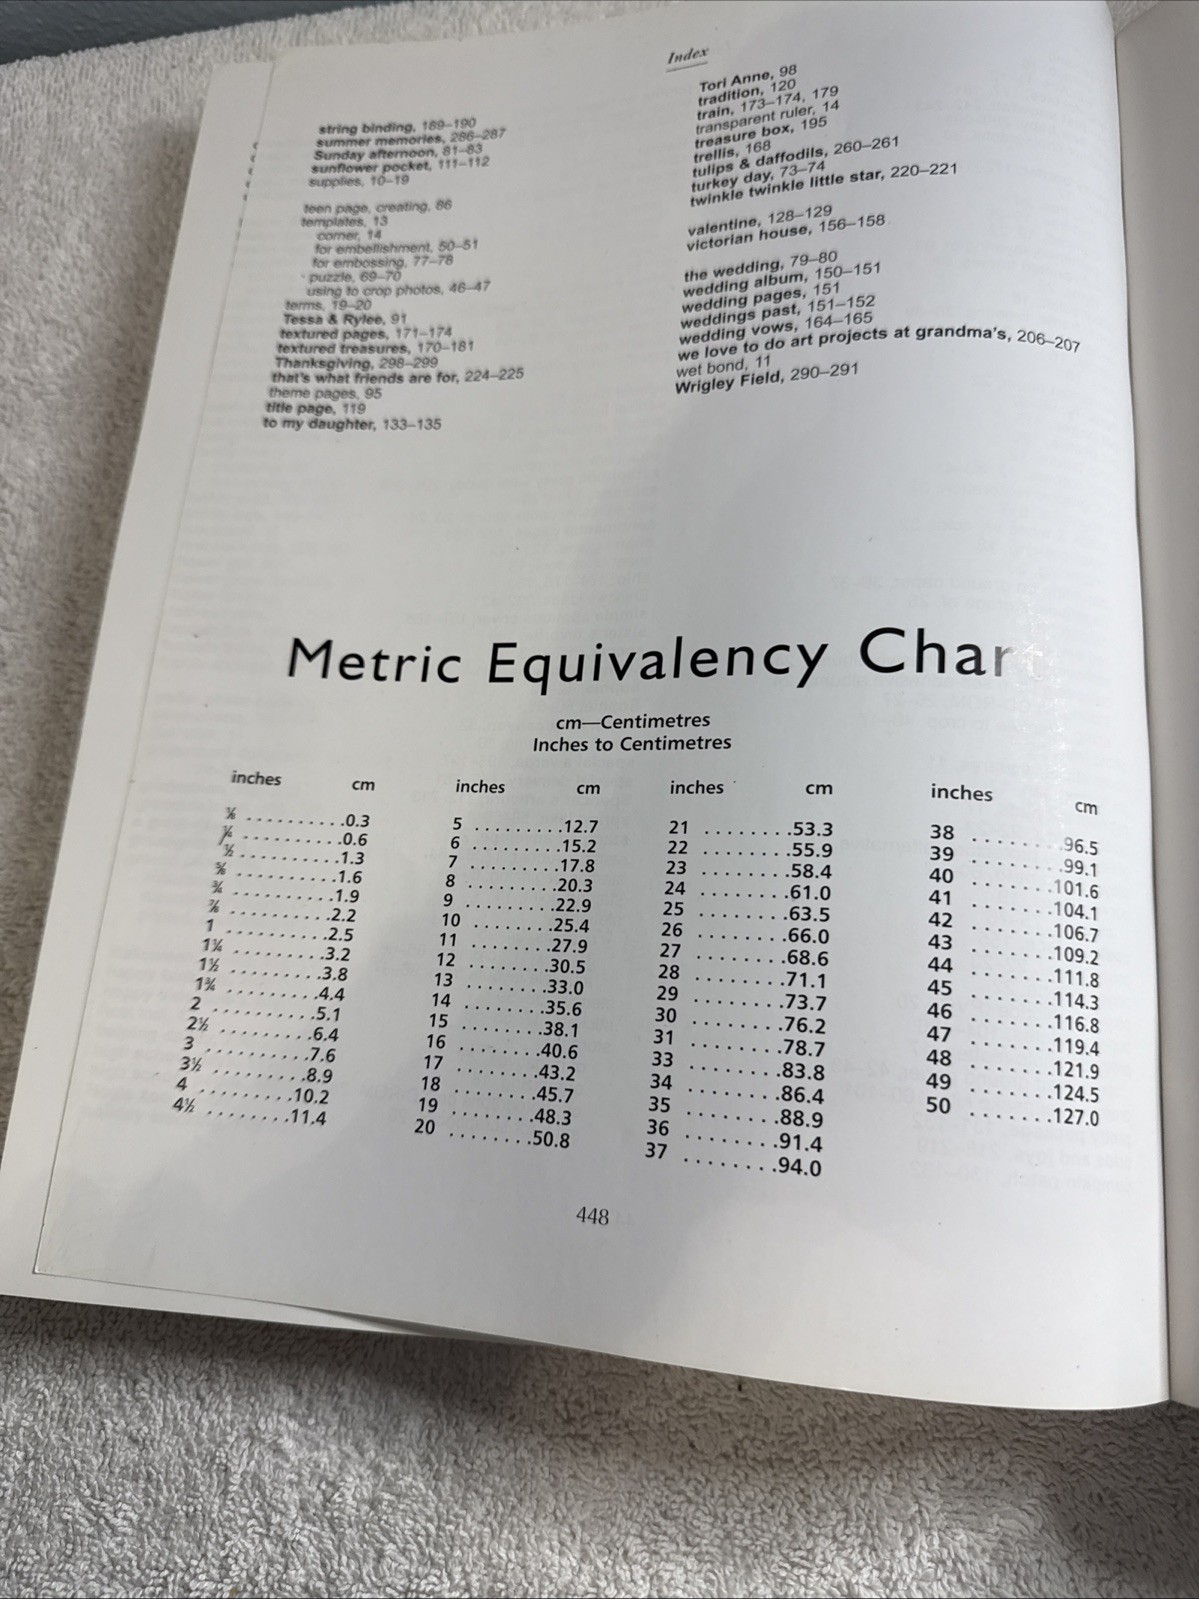 Index
string binding, 189–190
summer memories, 286–287
Sunday afternoon, 81–83
sunflower pocket, 111–112
supplies, 10–19
teen page, creating, 86
templates, 13
corner, 14
for embellishment, 50–51
for embossing, 77–78
puzzle, 69–70
using to crop photos, 46–47
terms, 19–20
Tessa & Rylee, 91
textured pages, 171–174
textured treasures, 170–181
Thanksgiving, 298–299
that's what friends are for, 224–225
theme pages, 95
title page, 119
to my daughter, 133–135
Tori Anne, 98
tradition, 120
train, 173–174, 179
transparent ruler, 14
treasure box, 195
trellis, 168
tulips & daffodils, 260–261
turkey day, 73–74
twinkle twinkle little star, 220–221
valentine, 128–129
victorian house, 156–158
the wedding, 79–80
wedding album, 150–151
wedding pages, 151
weddings past, 151–152
wedding vows, 164–165
we love to do art projects at grandma's, 206–207
wet bond, 11
Wrigley Field, 290–291
Metric Equivalency Char
cm—Centimetres
Inches to Centimetres
inches cm
⅛ ..........0.3
¼ ..........0.6
½ ..........1.3
⅝ ..........1.6
¾ ..........1.9
⅞ ..........2.2
1 ..........2.5
1¼ .........3.2
1½ .........3.8
1¾ .........4.4
2 ..........5.1
2½ .........6.4
3 ..........7.6
3½ .........8.9
4 .........10.2
4½ ........11.4
inches cm
5 .........12.7
6 .........15.2
7 .........17.8
8 .........20.3
9 .........22.9
10 ........25.4
11 ........27.9
12 ........30.5
13 ........33.0
14 ........35.6
15 ........38.1
16 ........40.6
17 ........43.2
18 ........45.7
19 ........48.3
20 ........50.8
inches cm
21 ........53.3
22 ........55.9
23 ........58.4
24 ........61.0
25 ........63.5
26 ........66.0
27 ........68.6
28 ........71.1
29 ........73.7
30 ........76.2
31 ........78.7
33 ........83.8
34 ........86.4
35 ........88.9
36 ........91.4
37 ........94.0
inches cm
38 ........96.5
39 ........99.1
40 .......101.6
41 .......104.1
42 .......106.7
43 .......109.2
44 .......111.8
45 .......114.3
46 .......116.8
47 .......119.4
48 .......121.9
49 .......124.5
50 .......127.0
448